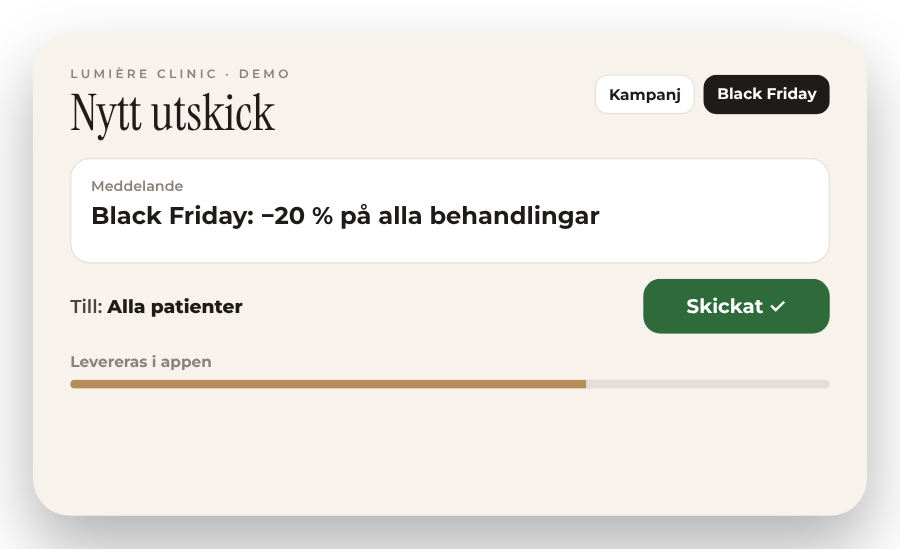 LUMIÈRE CLINIC · DEMO
Nytt utskick
Kampanj
Black Friday
Meddelande
Black Friday: −20 % på alla behandlingar
Till: Alla patienter
Skickat ✓
Levereras i appen